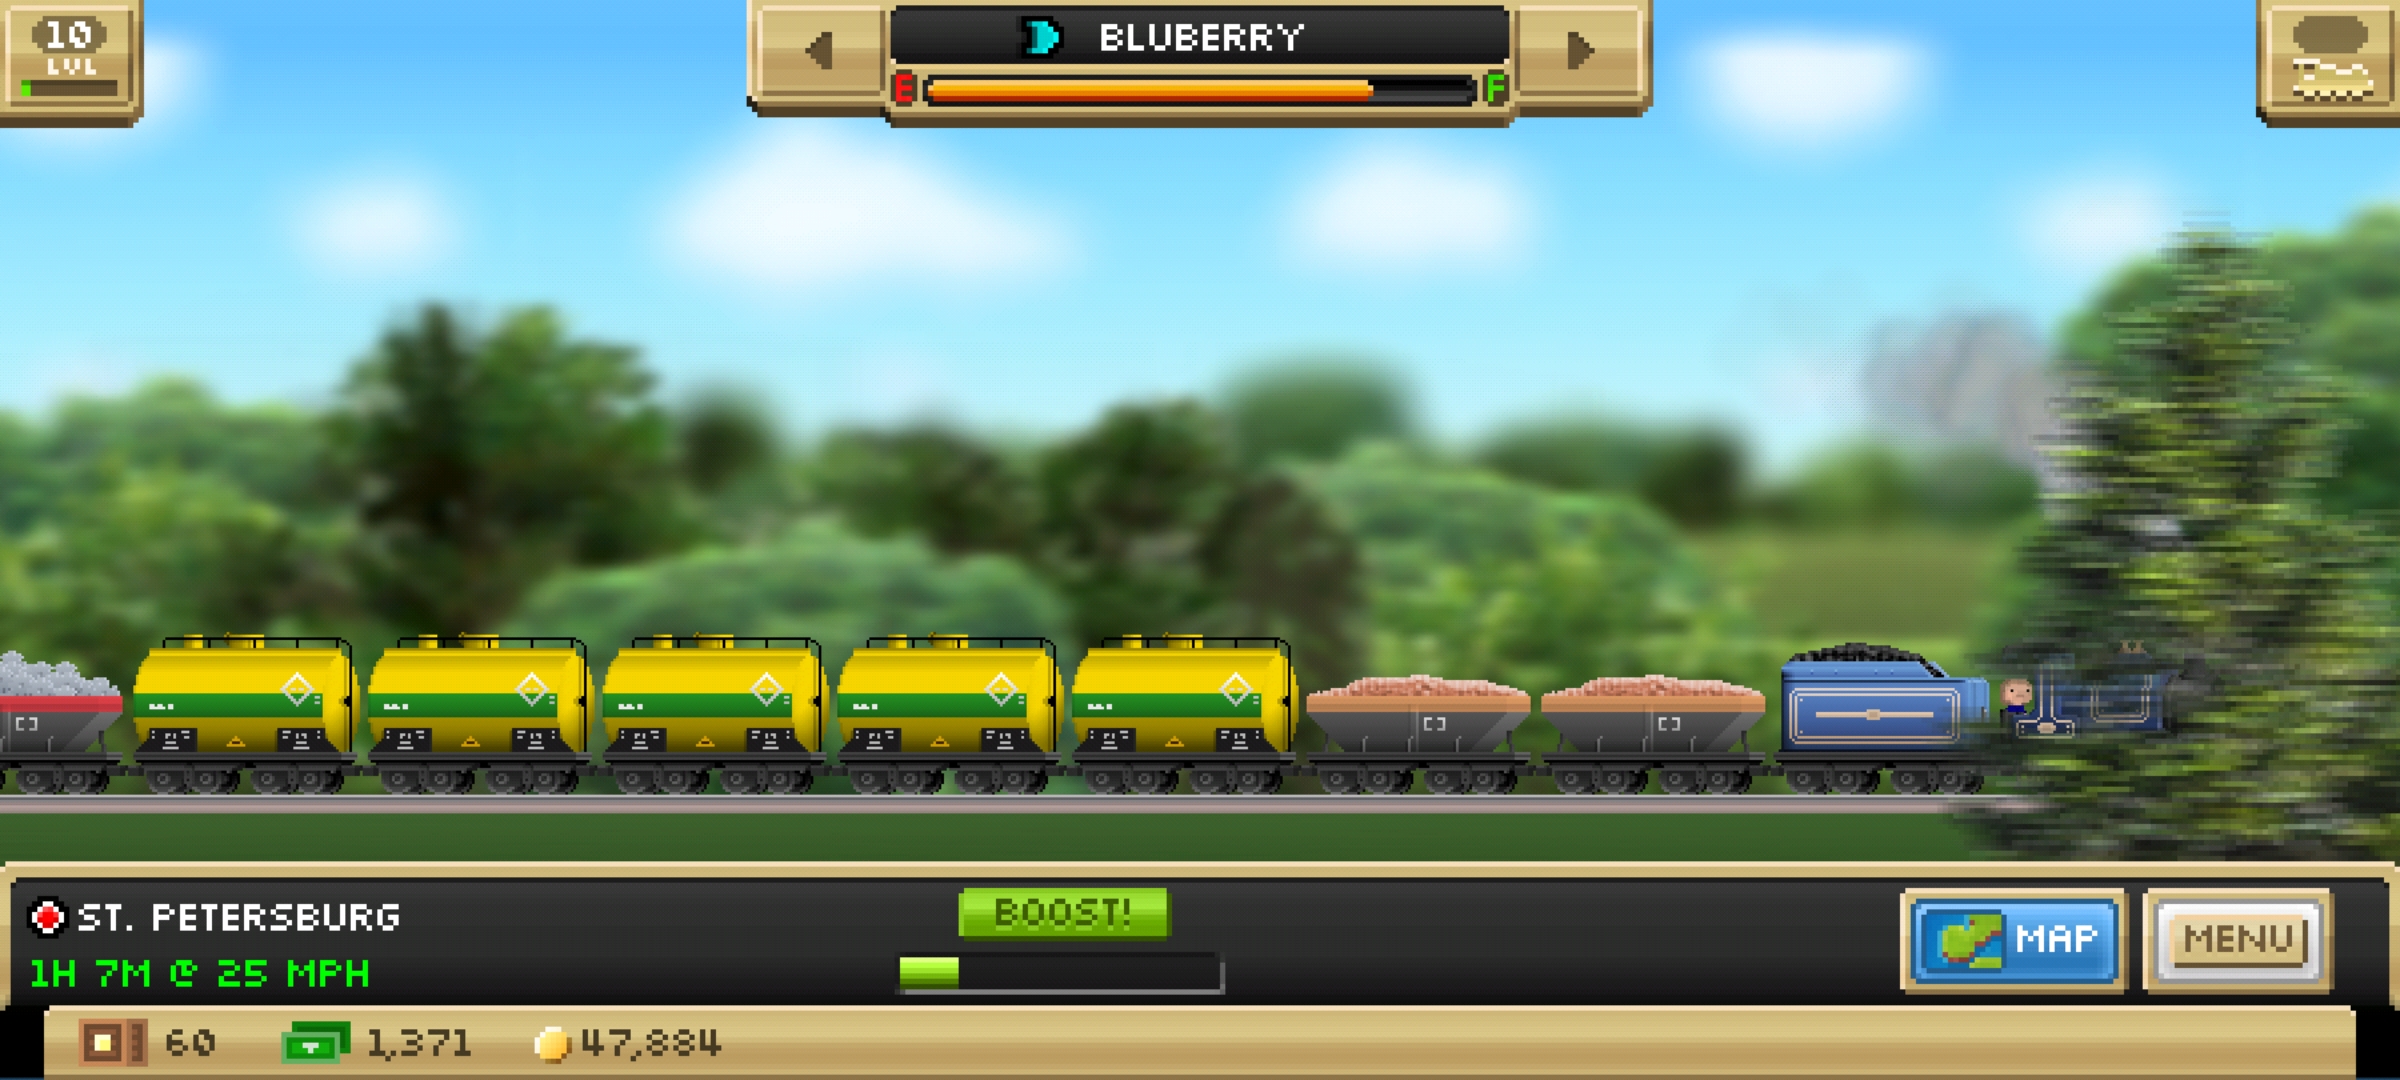 10
LVL
BLUBERRY
E F
ST. PETERSBURG
1H 7M @ 25 MPH
BOOST!
MAP
MENU
60 1,371 47,884